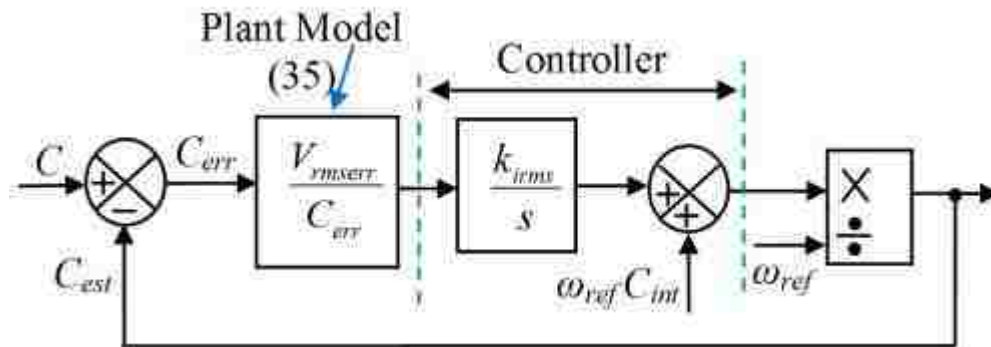 Plant Model
(35)
Controller
C
+
−
C_err
V_rmserr
C_err
k_irms
s
+
+
×
÷
C_est
ω_ref C_int
ω_ref